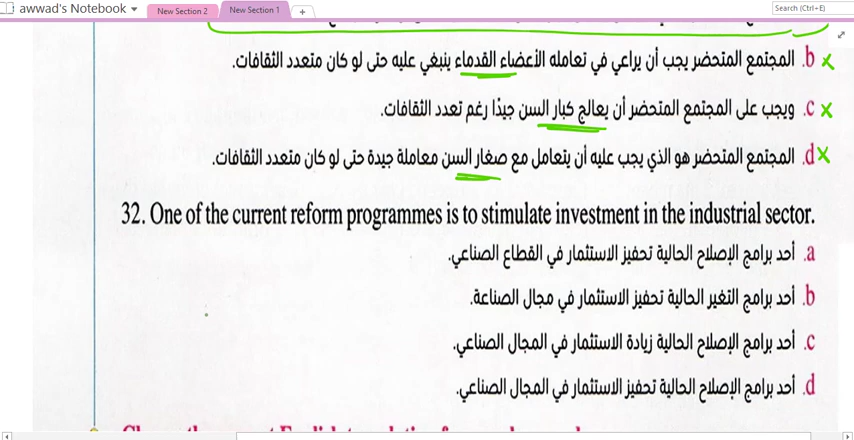 awwad's Notebook
New Section 2
New Section 1
+
Search (Ctrl+E)
b. المجتمع المتحضر يجب أن يراعي في تعامله الأعضاء القدماء ينبغي عليه حتى لو كان متعدد الثقافات.
c. ويجب على المجتمع المتحضر أن يعالج كبار السن جيدًا رغم تعدد الثقافات.
d. المجتمع المتحضر هو الذي يجب عليه أن يتعامل مع صغار السن معاملة جيدة حتى لو كان متعدد الثقافات.
32. One of the current reform programmes is to stimulate investment in the industrial sector.
a. أحد برامج الإصلاح الحالية تحفيز الاستثمار في القطاع الصناعي.
b. أحد برامج التغير الحالية تحفيز الاستثمار في مجال الصناعة.
c. أحد برامج الإصلاح الحالية زيادة الاستثمار في المجال الصناعي.
d. أحد برامج الإصلاح الحالية تحفيز الاستثمار في المجال الصناعي.